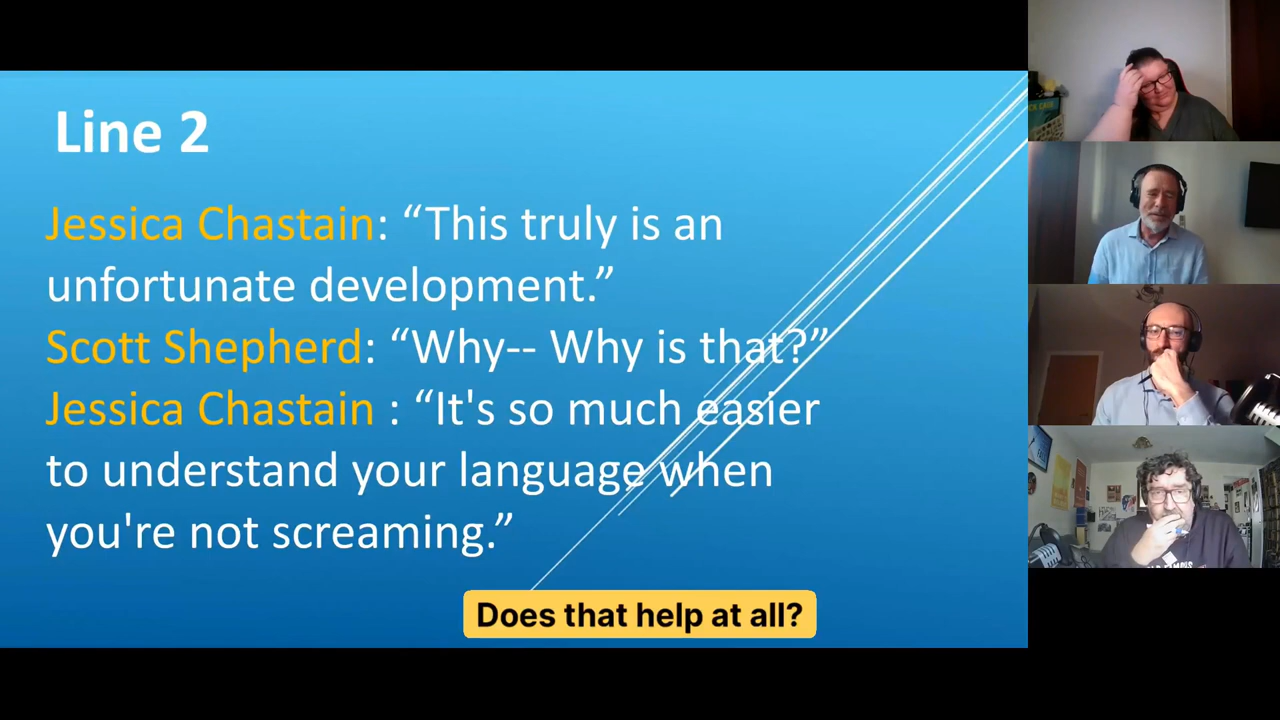 Line 2
Jessica Chastain: “This truly is an
unfortunate development.”
Scott Shepherd: “Why-- Why is that?”
Jessica Chastain : “It's so much easier
to understand your language when
you're not screaming.”
Does that help at all?